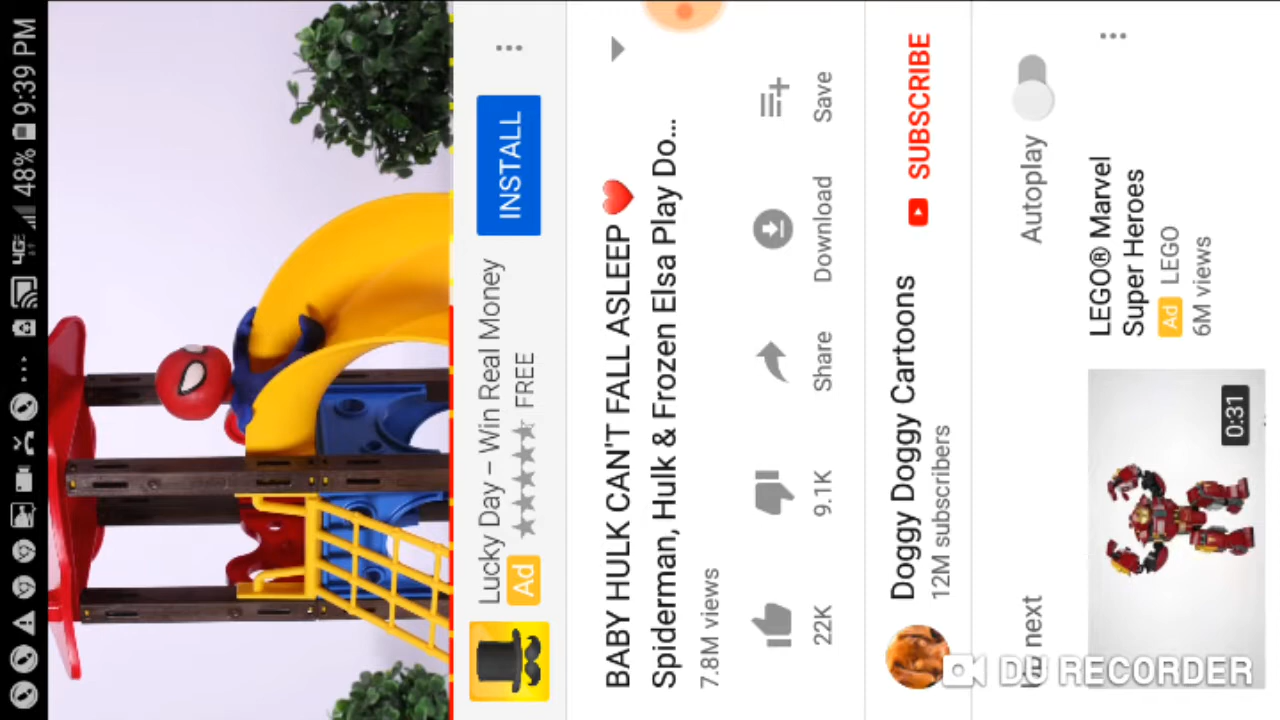 48% 9:39 PM
Lucky Day – Win Real Money
Ad
FREE
INSTALL
BABY HULK CAN'T FALL ASLEEP ❤
Spiderman, Hulk & Frozen Elsa Play Do...
7.8M views
22K
9.1K
Share
Download
Save
Doggy Doggy Cartoons
12M subscribers
SUBSCRIBE
next
Autoplay
LEGO® Marvel
Super Heroes
Ad LEGO
6M views
0:31
DU RECORDER